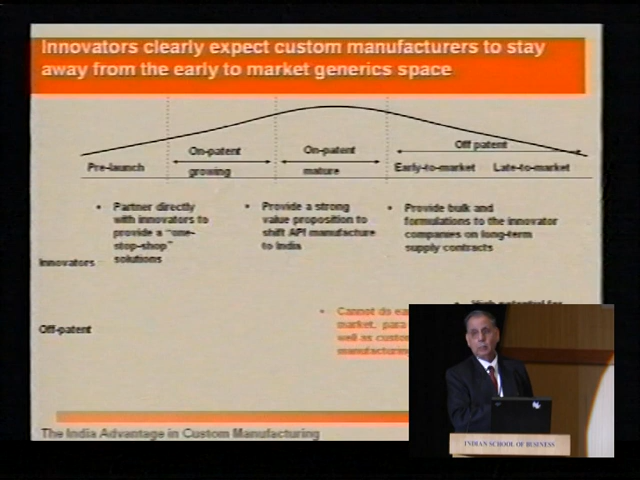 Innovators clearly expect custom manufacturers to stay
away from the early to market generics space
Pre-launch
On-patent
growing
On-patent
mature
Off patent
Early-to-market
Late-to-market
Innovators
• Partner directly
with innovators to
provide a "one-
stop-shop"
solutions
• Provide a strong
value proposition to
shift API manufacture
to India
• Provide bulk and
formulations to the innovator
companies on long-term
supply contracts
Off-patent
• Cannot do
market, para
well as
manufacturing
• High potential for
The India Advantage in Custom Manufacturing
INDIAN SCHOOL OF BUSINESS